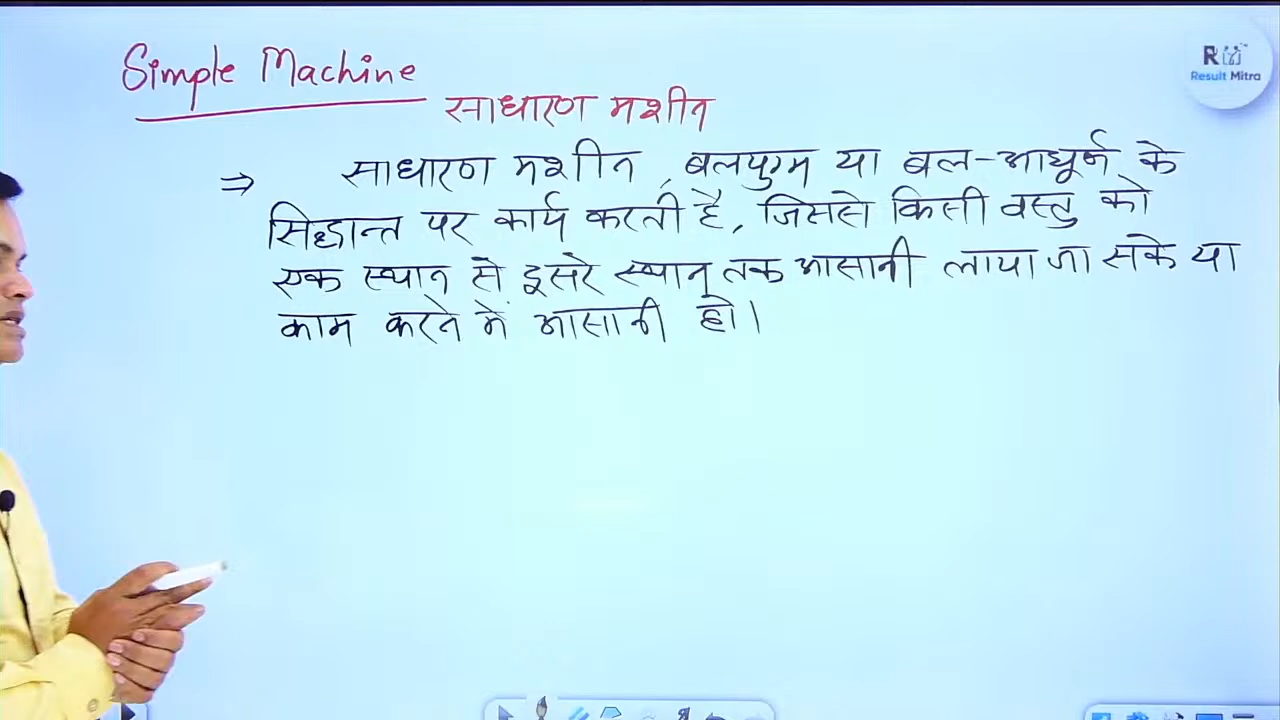 Simple Machine
साधारण मशीन
⇒ साधारण मशीन, बलयुग्म या बल-आघूर्ण के
सिद्धान्त पर कार्य करती है, जिससे किसी वस्तु को
एक स्थान से दूसरे स्थान तक आसानी लाया जा सके या
काम करने में आसानी हो।
R
Result Mitra